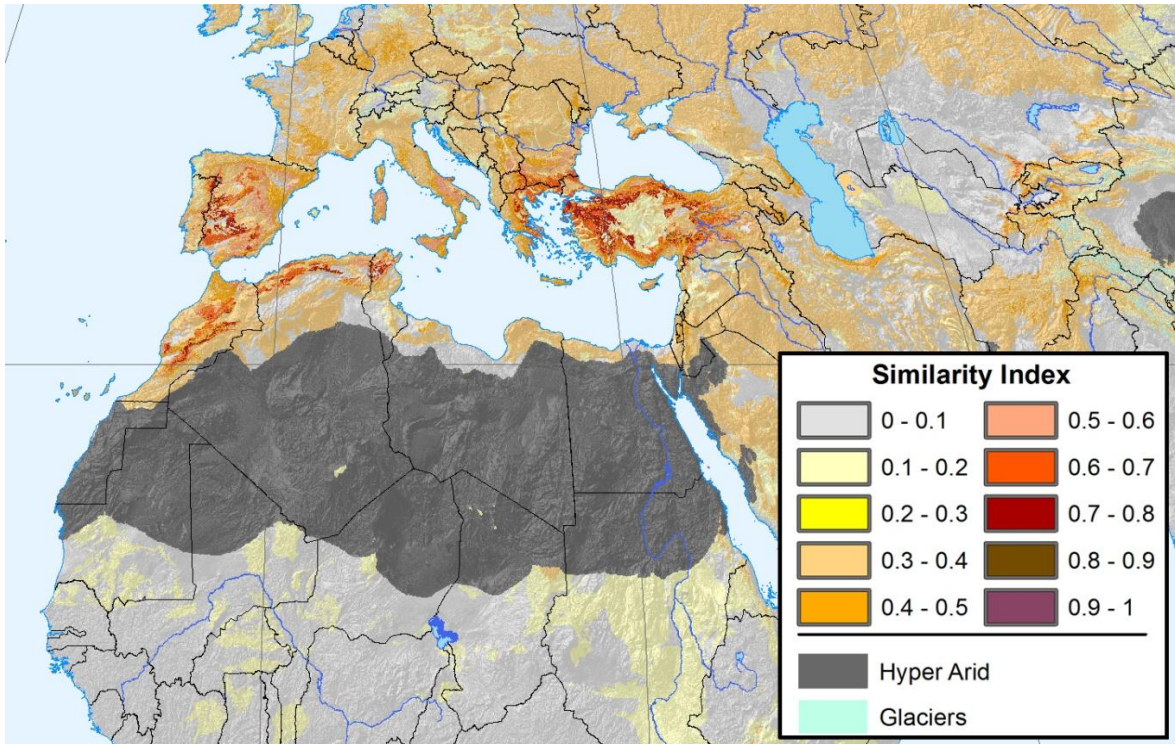 Similarity Index
0 - 0.1
0.5 - 0.6
0.1 - 0.2
0.6 - 0.7
0.2 - 0.3
0.7 - 0.8
0.3 - 0.4
0.8 - 0.9
0.4 - 0.5
0.9 - 1
Hyper Arid
Glaciers